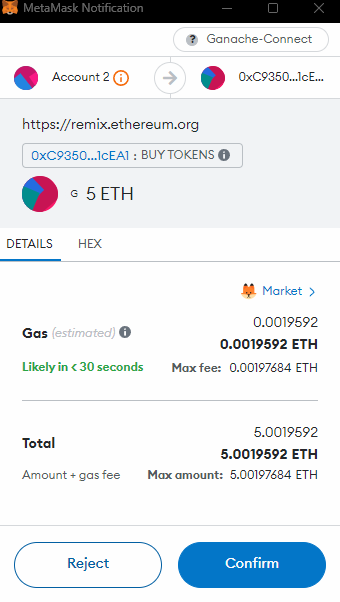 MetaMask Notification
? Ganache-Connect
Account 2 0xC9350...1cE...
https://remix.ethereum.org
0xC9350...1cEA1 : BUY TOKENS
G 5 ETH
DETAILS HEX
Market >
0.0019592
Gas (estimated) 0.0019592 ETH
Likely in < 30 seconds Max fee: 0.00197684 ETH
5.0019592
Total 5.0019592 ETH
Amount + gas fee Max amount: 5.00197684 ETH
Reject Confirm